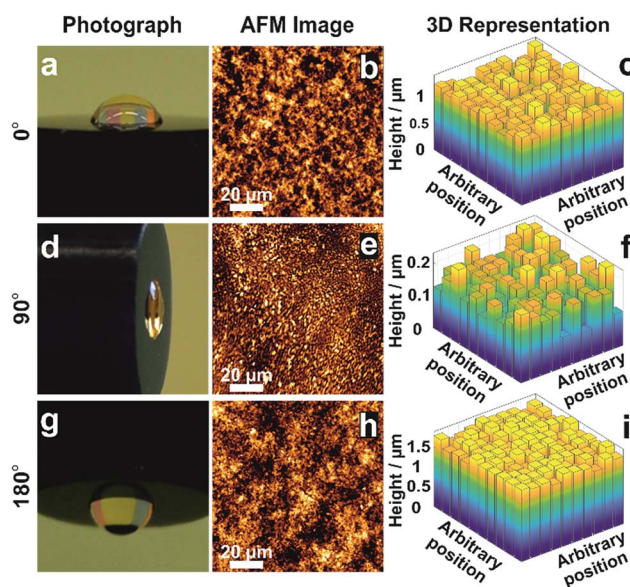 Photograph AFM Image 3D Representation
0°
a
b
20 µm
c
Height / µm
1
0.5
0
Arbitrary
position
Arbitrary
position
90°
d
e
20 µm
f
Height / µm
0.2
0.1
0
Arbitrary
position
Arbitrary
position
180°
g
h
20 µm
i
Height / µm
1.5
1
0.5
0
Arbitrary
position
Arbitrary
position